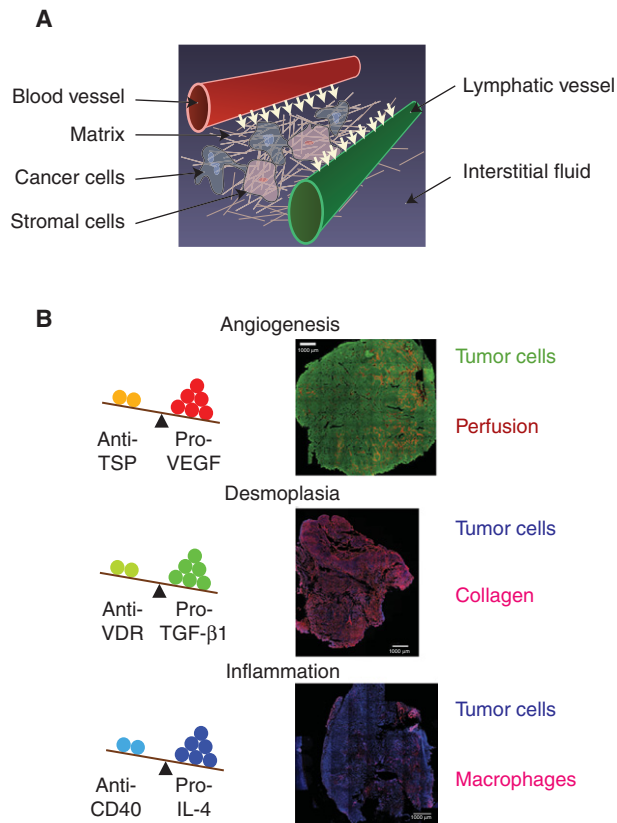 A
Blood vessel
Matrix
Cancer cells
Stromal cells
Lymphatic vessel
Interstitial fluid
B
Angiogenesis
1000 µm
Tumor cells
Perfusion
Anti-
TSP
Pro-
VEGF
Desmoplasia
1000 µm
Tumor cells
Collagen
Anti-
VDR
Pro-
TGF-β1
Inflammation
1000 µm
Tumor cells
Macrophages
Anti-
CD40
Pro-
IL-4